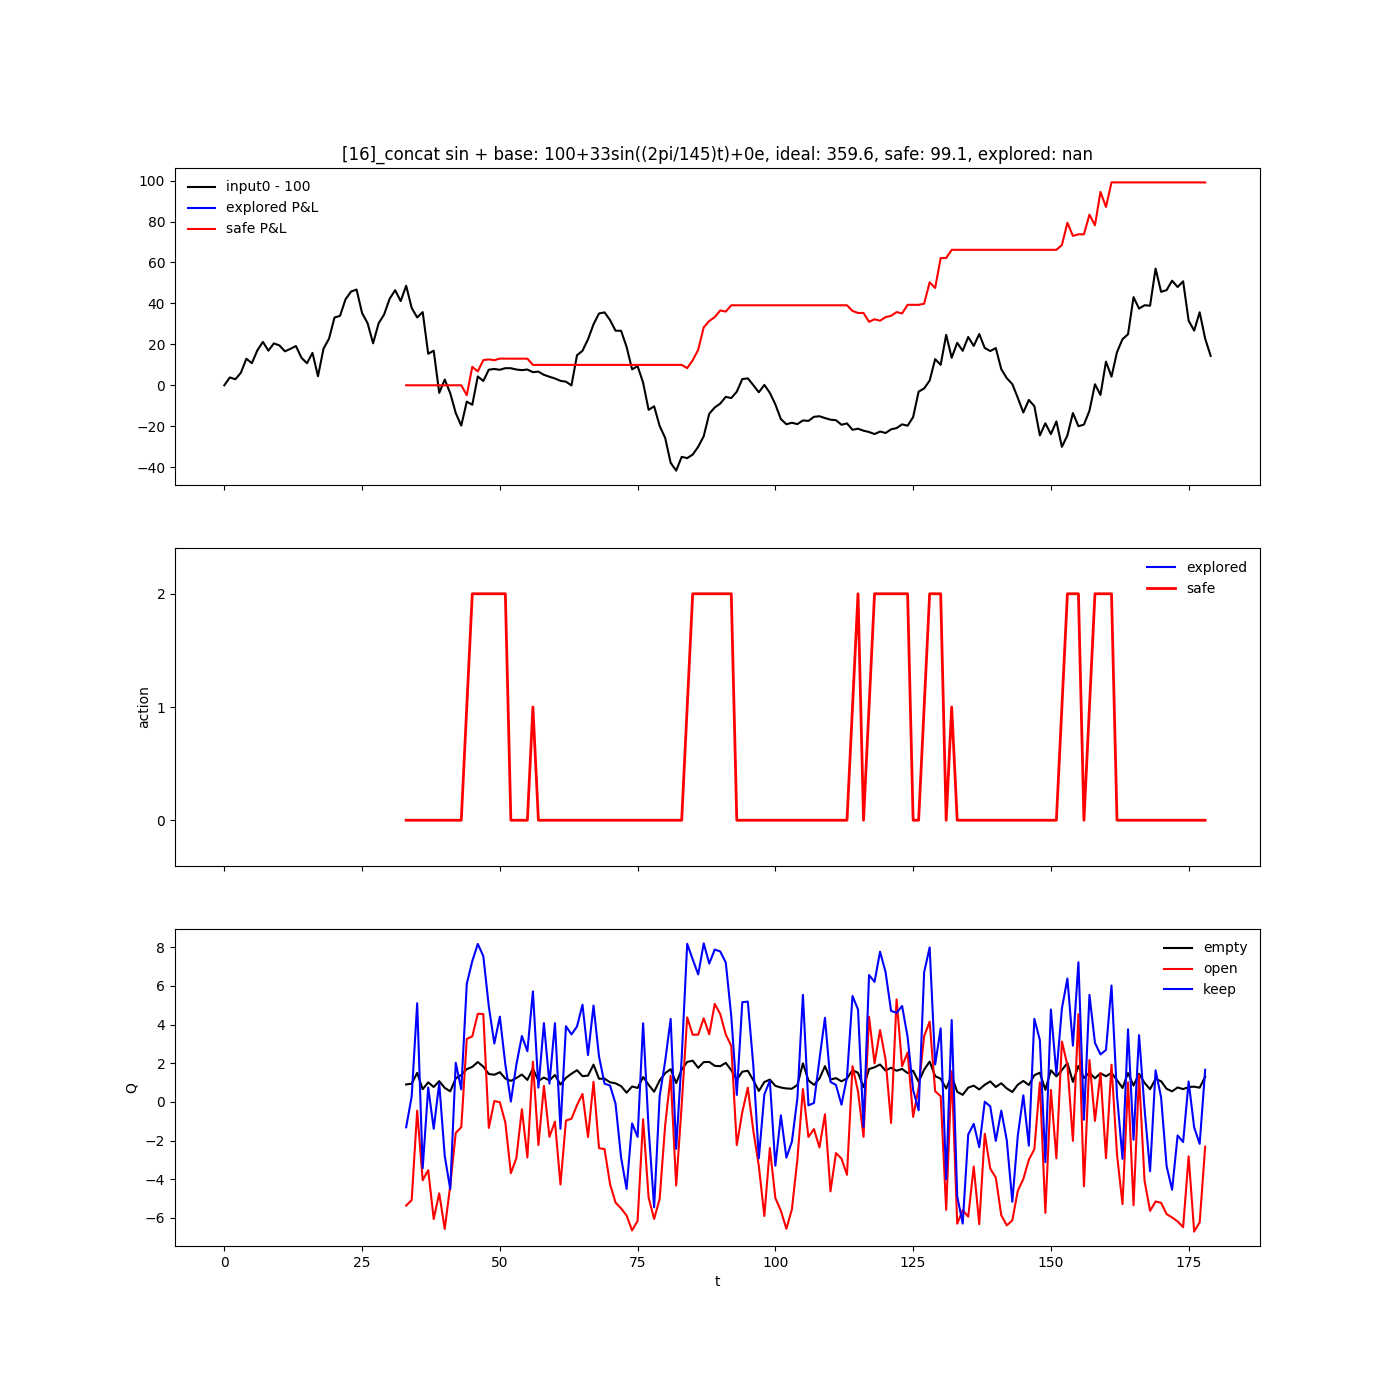 [16]_concat sin + base: 100+33sin((2pi/145)t)+0e, ideal: 359.6, safe: 99.1, explored: nan
input0 - 100
explored P&L
safe P&L
100
80
60
40
20
0
−20
−40
explored
safe
action
2
1
0
empty
open
keep
Q
8
6
4
2
0
−2
−4
−6
0 25 50 75 100 125 150 175
t